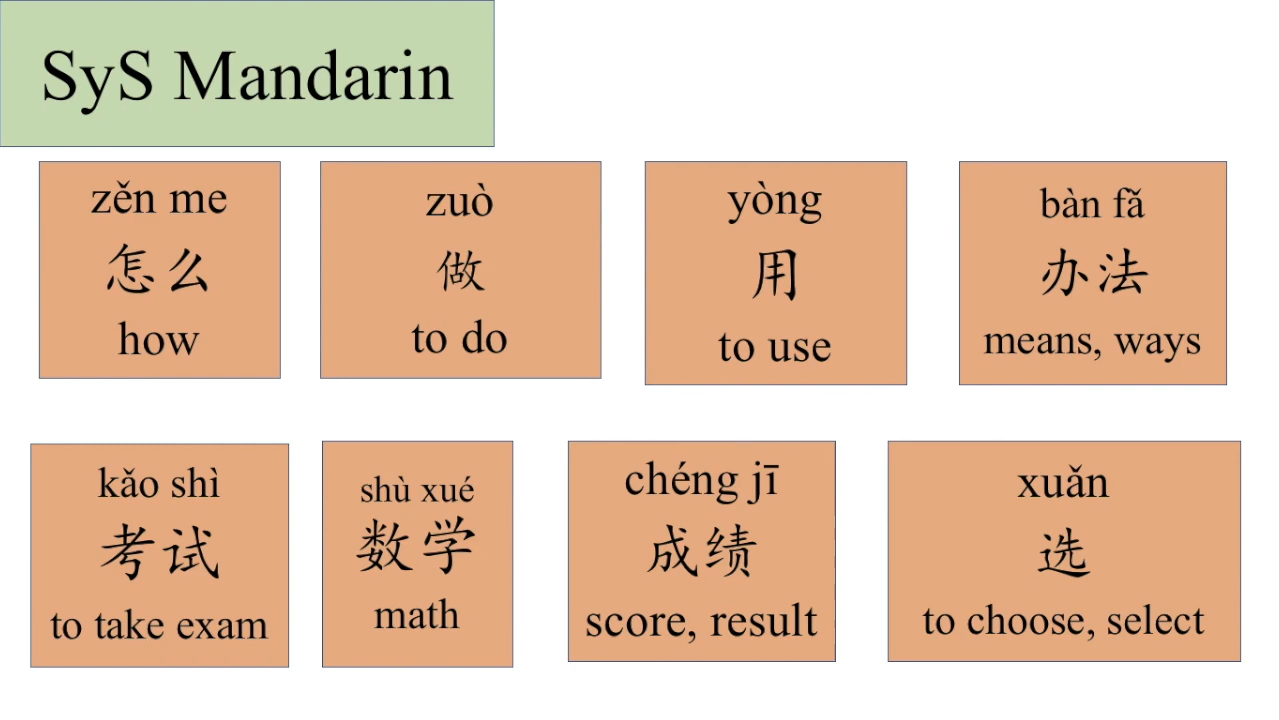 SyS Mandarin
zěn me
怎么
how
zuò
做
to do
yòng
用
to use
bàn fǎ
办法
means, ways
kǎo shì
考试
to take exam
shù xué
数学
math
chéng jī
成绩
score, result
xuǎn
选
to choose, select